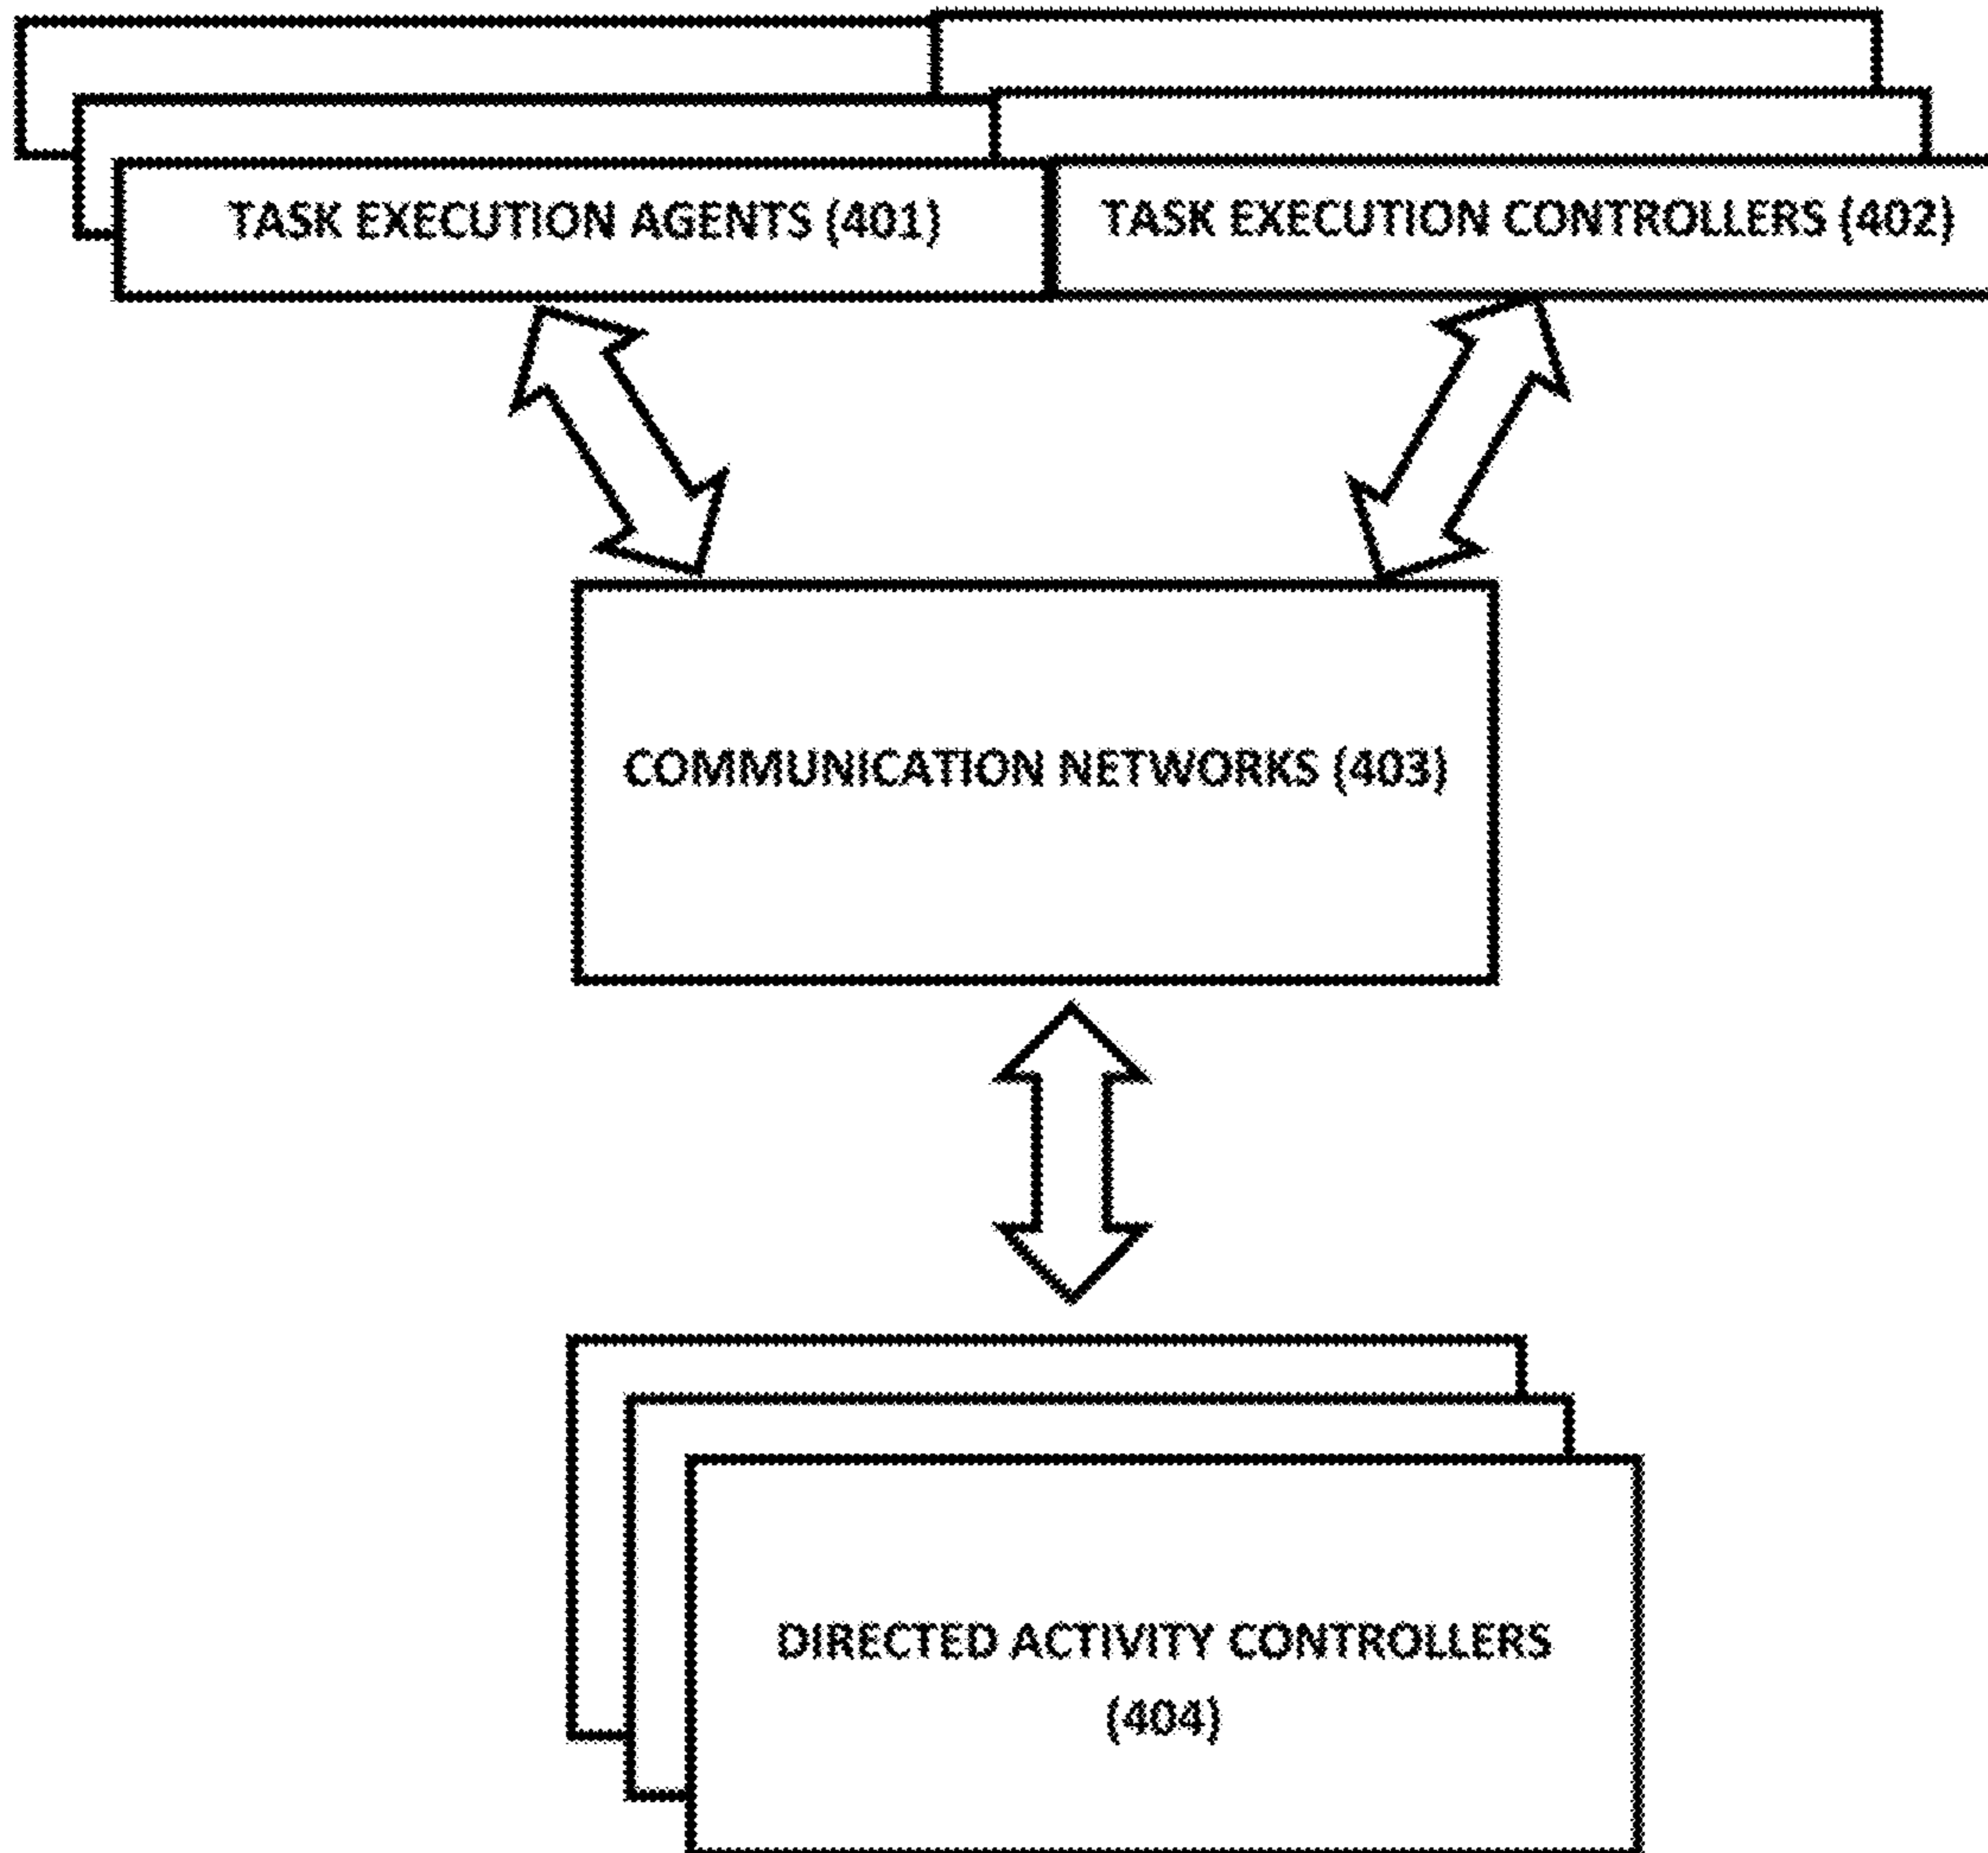 TASK EXECUTION AGENTS (401)
TASK EXECUTION CONTROLLERS (402)
COMMUNICATION NETWORKS (403)
DIRECTED ACTIVITY CONTROLLERS
(404)